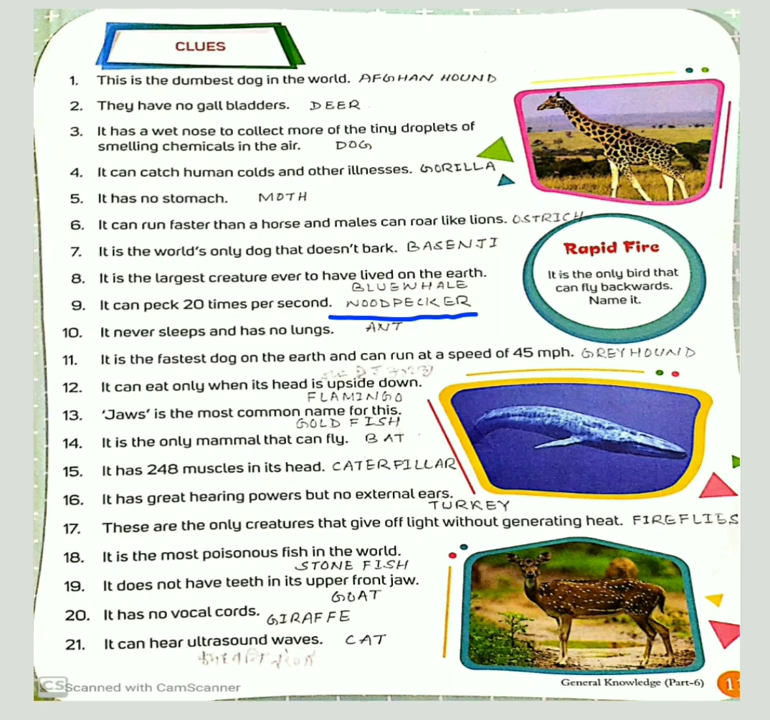 CLUES
1. This is the dumbest dog in the world. AFGHAN HOUND
2. They have no gall bladders. DEER
3. It has a wet nose to collect more of the tiny droplets of
smelling chemicals in the air. DOG
4. It can catch human colds and other illnesses. GORILLA
5. It has no stomach. MOTH
6. It can run faster than a horse and males can roar like lions. OSTRICH
7. It is the world's only dog that doesn't bark. BASENJI
Rapid Fire
It is the only bird that
can fly backwards.
Name it.
8. It is the largest creature ever to have lived on the earth.
BLUEWHALE
9. It can peck 20 times per second. WOODPECKER
10. It never sleeps and has no lungs. ANT
11. It is the fastest dog on the earth and can run at a speed of 45 mph. GREYHOUND
12. It can eat only when its head is upside down.
FLAMINGO
13. 'Jaws' is the most common name for this.
GOLD FISH
14. It is the only mammal that can fly. BAT
15. It has 248 muscles in its head. CATERPILLAR
16. It has great hearing powers but no external ears.
TURKEY
17. These are the only creatures that give off light without generating heat. FIREFLIES
18. It is the most poisonous fish in the world.
STONE FISH
19. It does not have teeth in its upper front jaw.
GOAT
20. It has no vocal cords. GIRAFFE
21. It can hear ultrasound waves. CAT
CS Scanned with CamScanner
General Knowledge (Part-6)